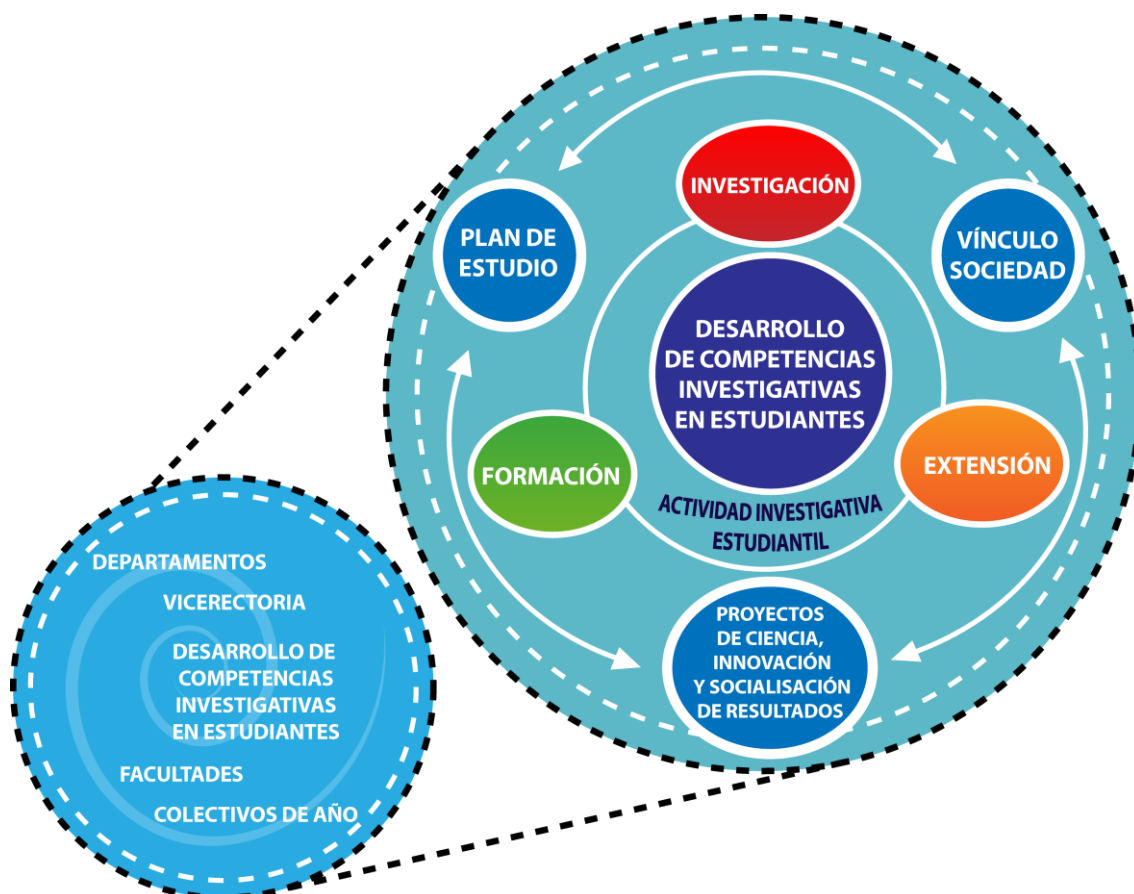 INVESTIGACIÓN
PLAN DE
ESTUDIO
VÍNCULO
SOCIEDAD
DESARROLLO
DE COMPETENCIAS
INVESTIGATIVAS
EN ESTUDIANTES
FORMACIÓN
EXTENSIÓN
ACTIVIDAD INVESTIGATIVA
ESTUDIANTIL
PROYECTOS
DE CIENCIA,
INNOVACIÓN
Y SOCIALISACIÓN
DE RESULTADOS
DEPARTAMENTOS
VICERECTORIA
DESARROLLO DE
COMPETENCIAS
INVESTIGATIVAS
EN ESTUDIANTES
FACULTADES
COLECTIVOS DE AÑO